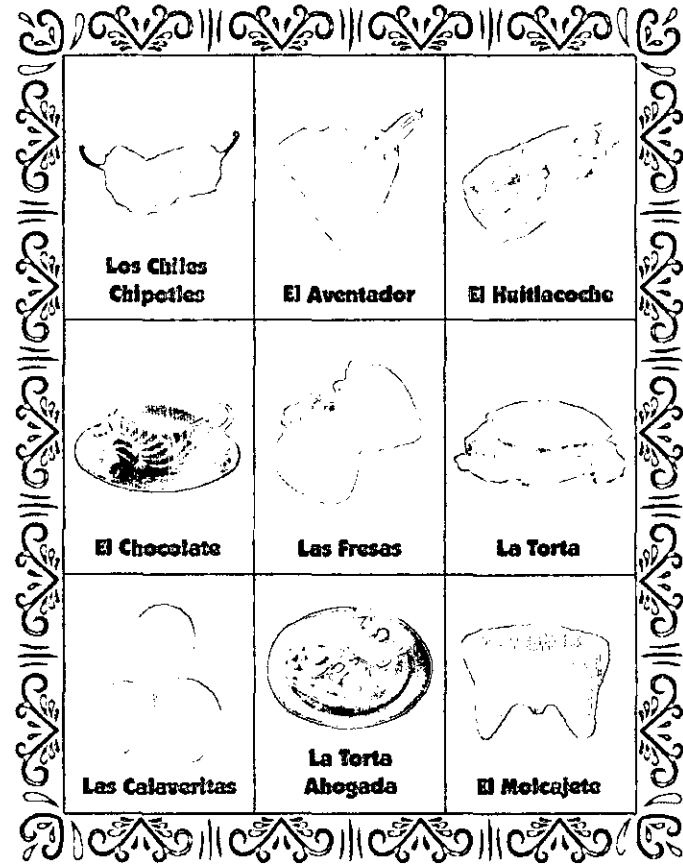 Los Chiles
Chipotles
El Aventador
El Huitlacoche
El Chocolate
Las Fresas
La Torta
Las Calaveritas
La Torta
Ahogada
El Molcajete